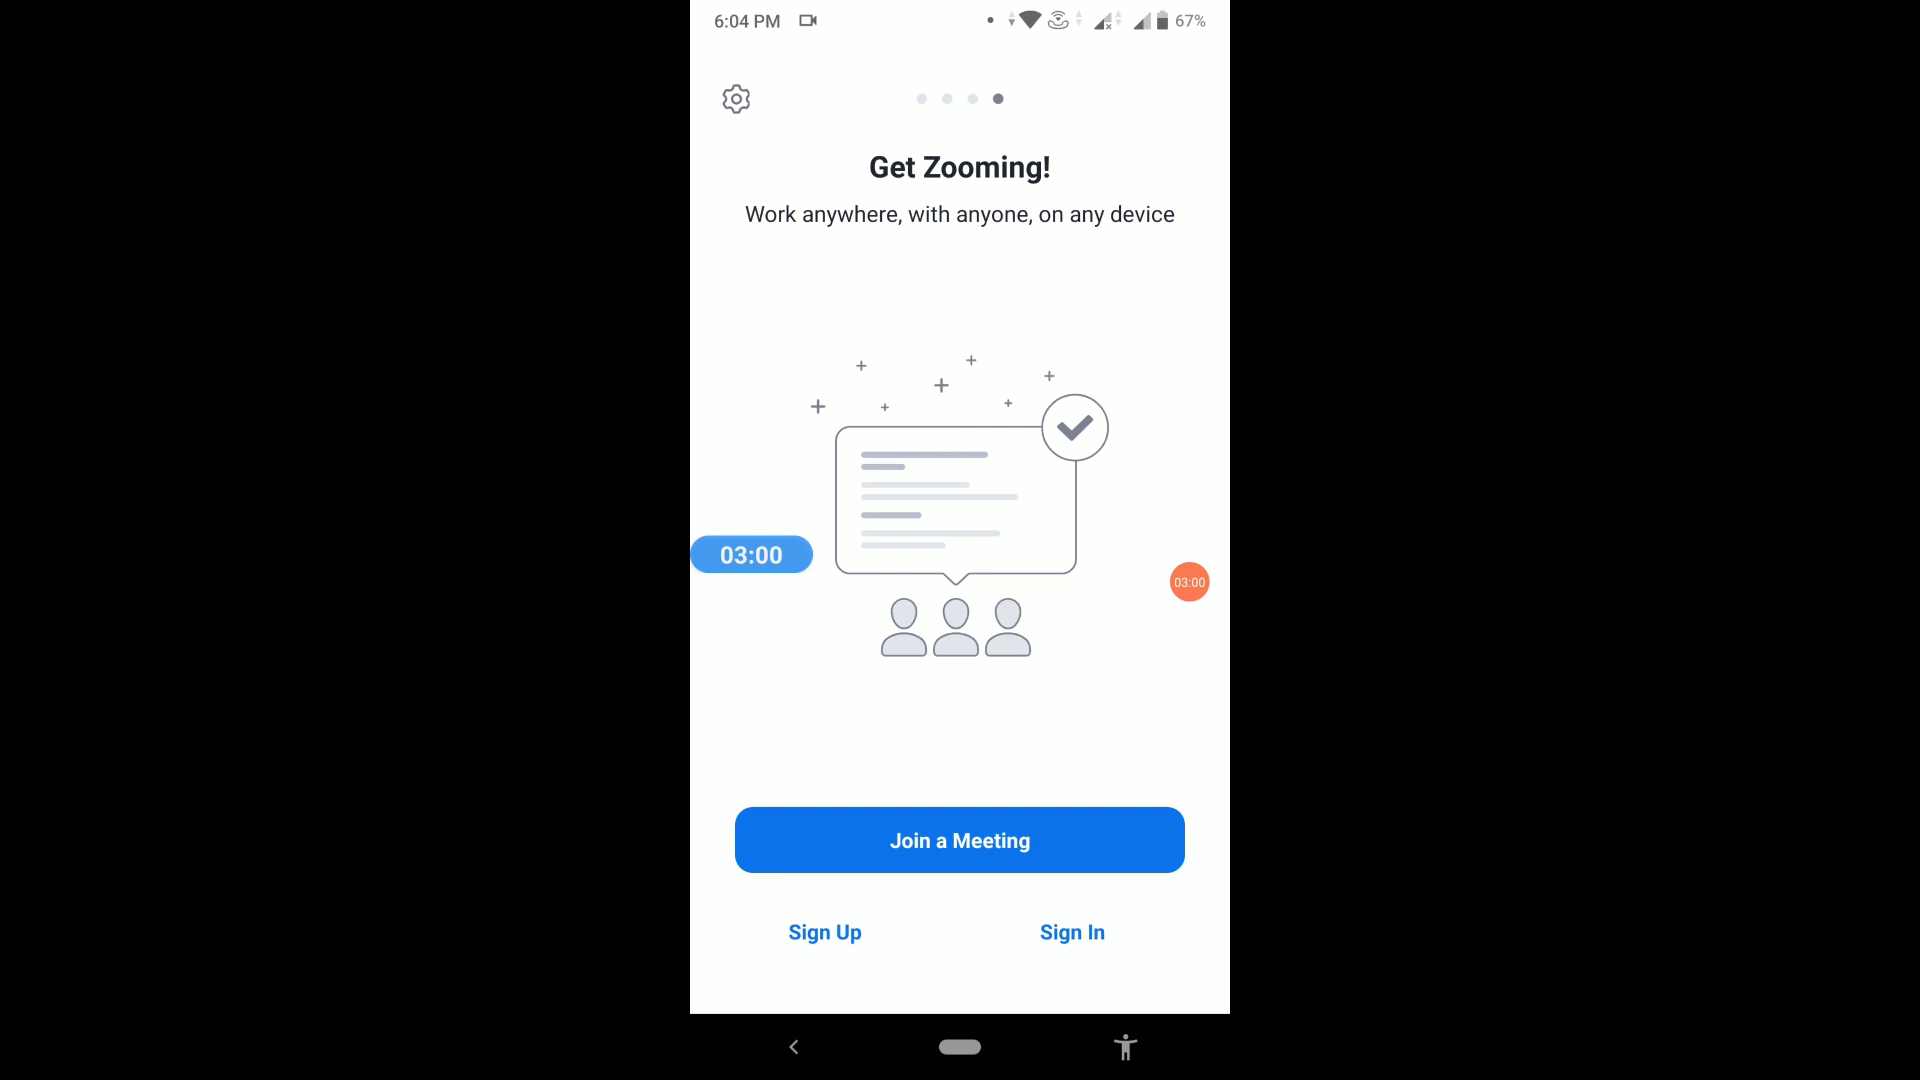 6:04 PM
67%
Get Zooming!
Work anywhere, with anyone, on any device
03:00
03:00
Join a Meeting
Sign Up
Sign In